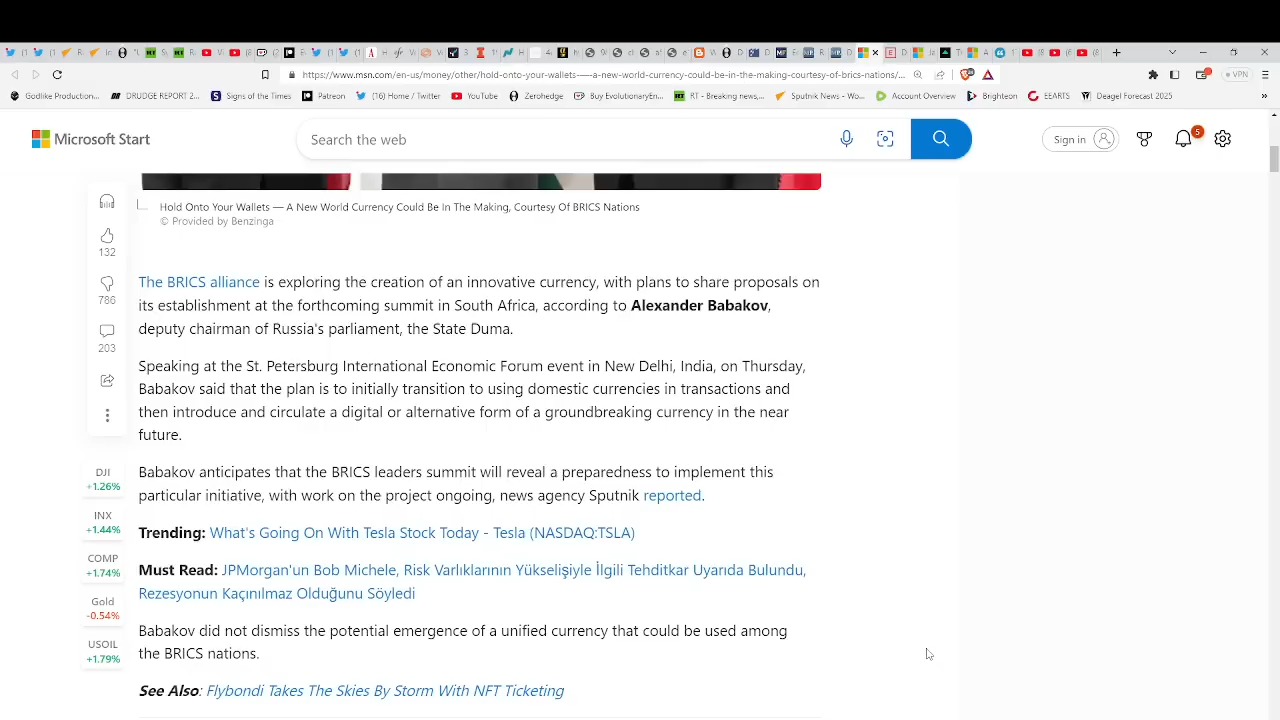 https://www.msn.com/en-us/money/other/hold-onto-your-wallets-—-a-new-world-currency-could-be-in-the-making-courtesy-of-brics-nations/...
VPN
Godlike Production...
DRUDGE REPORT 2...
Signs of the Times
Patreon
(16) Home / Twitter
YouTube
Zerohedge
Buy EvolutionaryEn...
RT - Breaking news,...
Sputnik News - Wo...
Account Overview
Brighteon
EEARTS
Deagel Forecast2025
Microsoft Start
Search the web
Sign in
5
Hold Onto Your Wallets — A New World Currency Could Be In The Making, Courtesy Of BRICS Nations
© Provided by Benzinga
132
786
203
The BRICS alliance is exploring the creation of an innovative currency, with plans to share proposals on
its establishment at the forthcoming summit in South Africa, according to Alexander Babakov,
deputy chairman of Russia's parliament, the State Duma.
Speaking at the St. Petersburg International Economic Forum event in New Delhi, India, on Thursday,
Babakov said that the plan is to initially transition to using domestic currencies in transactions and
then introduce and circulate a digital or alternative form of a groundbreaking currency in the near
future.
DJI
+1.26%
INX
+1.44%
COMP
+1.74%
Gold
-0.54%
USOIL
+1.79%
Babakov anticipates that the BRICS leaders summit will reveal a preparedness to implement this
particular initiative, with work on the project ongoing, news agency Sputnik reported.
Trending: What's Going On With Tesla Stock Today - Tesla (NASDAQ:TSLA)
Must Read: JPMorgan'un Bob Michele, Risk Varlıklarının Yükselişiyle İlgili Tehditkar Uyarıda Bulundu,
Rezesyonun Kaçınılmaz Olduğunu Söyledi
Babakov did not dismiss the potential emergence of a unified currency that could be used among
the BRICS nations.
See Also: Flybondi Takes The Skies By Storm With NFT Ticketing